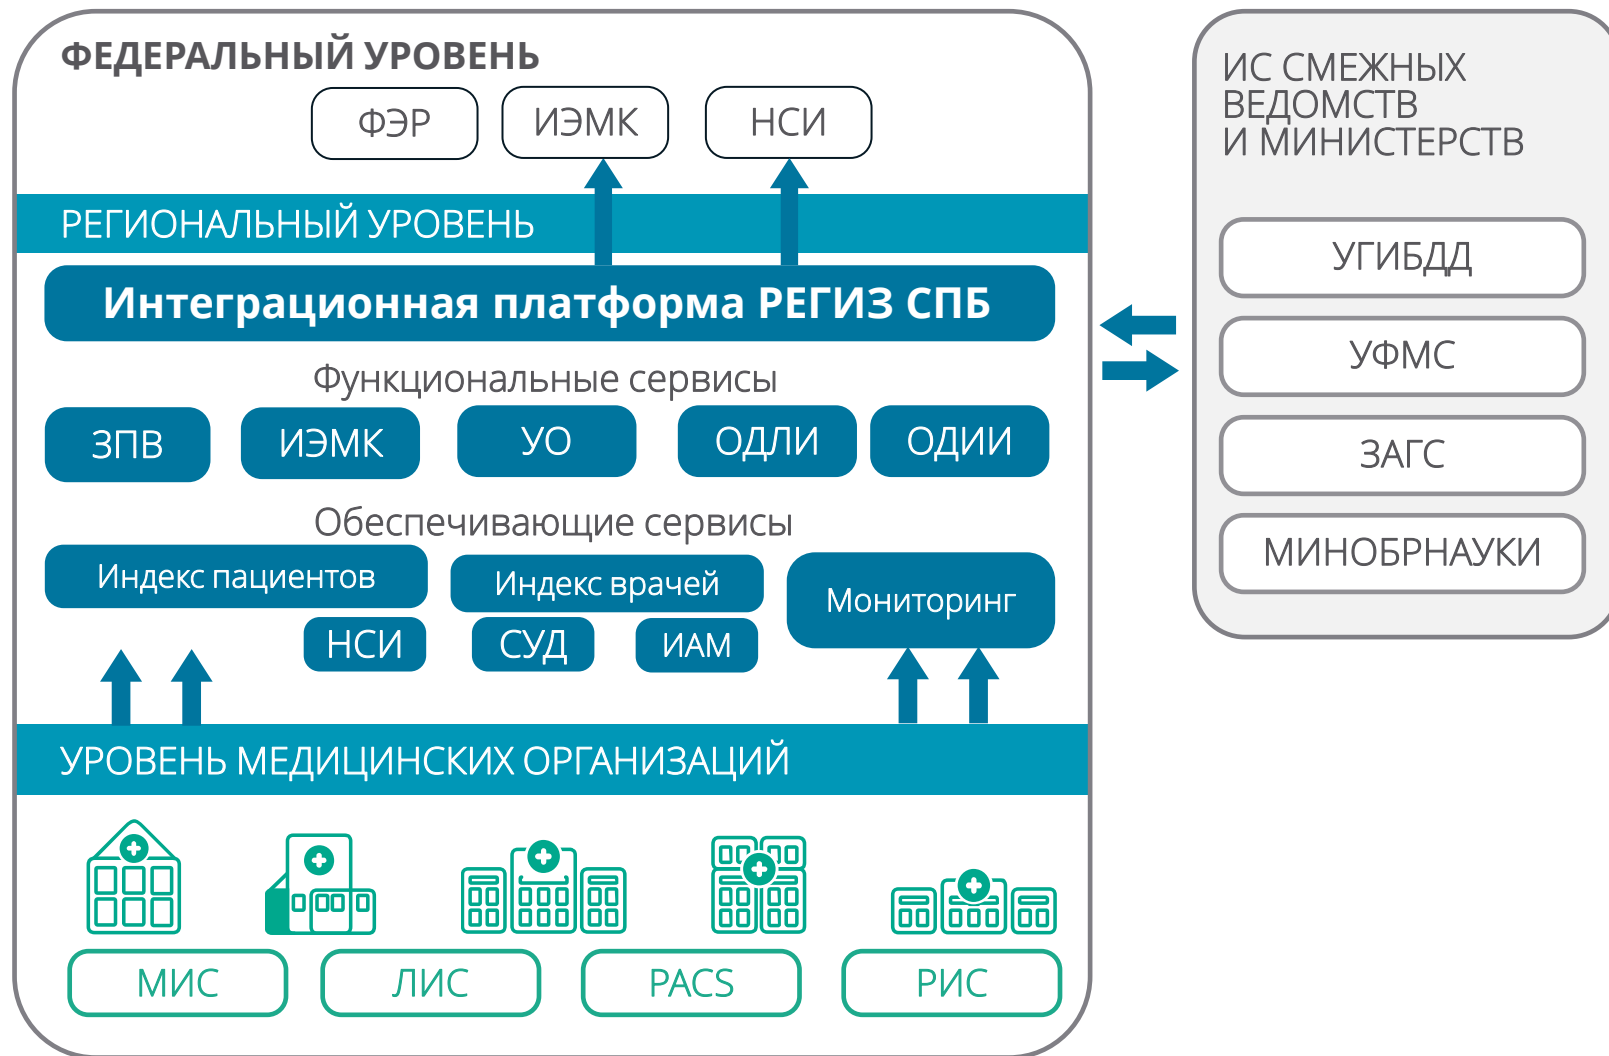 ФЕДЕРАЛЬНЫЙ УРОВЕНЬ
ФЭР
ИЭМК
НСИ
РЕГИОНАЛЬНЫЙ УРОВЕНЬ
Интеграционная платформа РЕГИЗ СПБ
Функциональные сервисы
ЗПВ
ИЭМК
УО
ОДЛИ
ОДИИ
Обеспечивающие сервисы
Индекс пациентов
Индекс врачей
Мониторинг
НСИ
СУД
ИАМ
УРОВЕНЬ МЕДИЦИНСКИХ ОРГАНИЗАЦИЙ
МИС
ЛИС
PACS
РИС
ИС СМЕЖНЫХ
ВЕДОМСТВ
И МИНИСТЕРСТВ
УГИБДД
УФМС
ЗАГС
МИНОБРНАУКИ